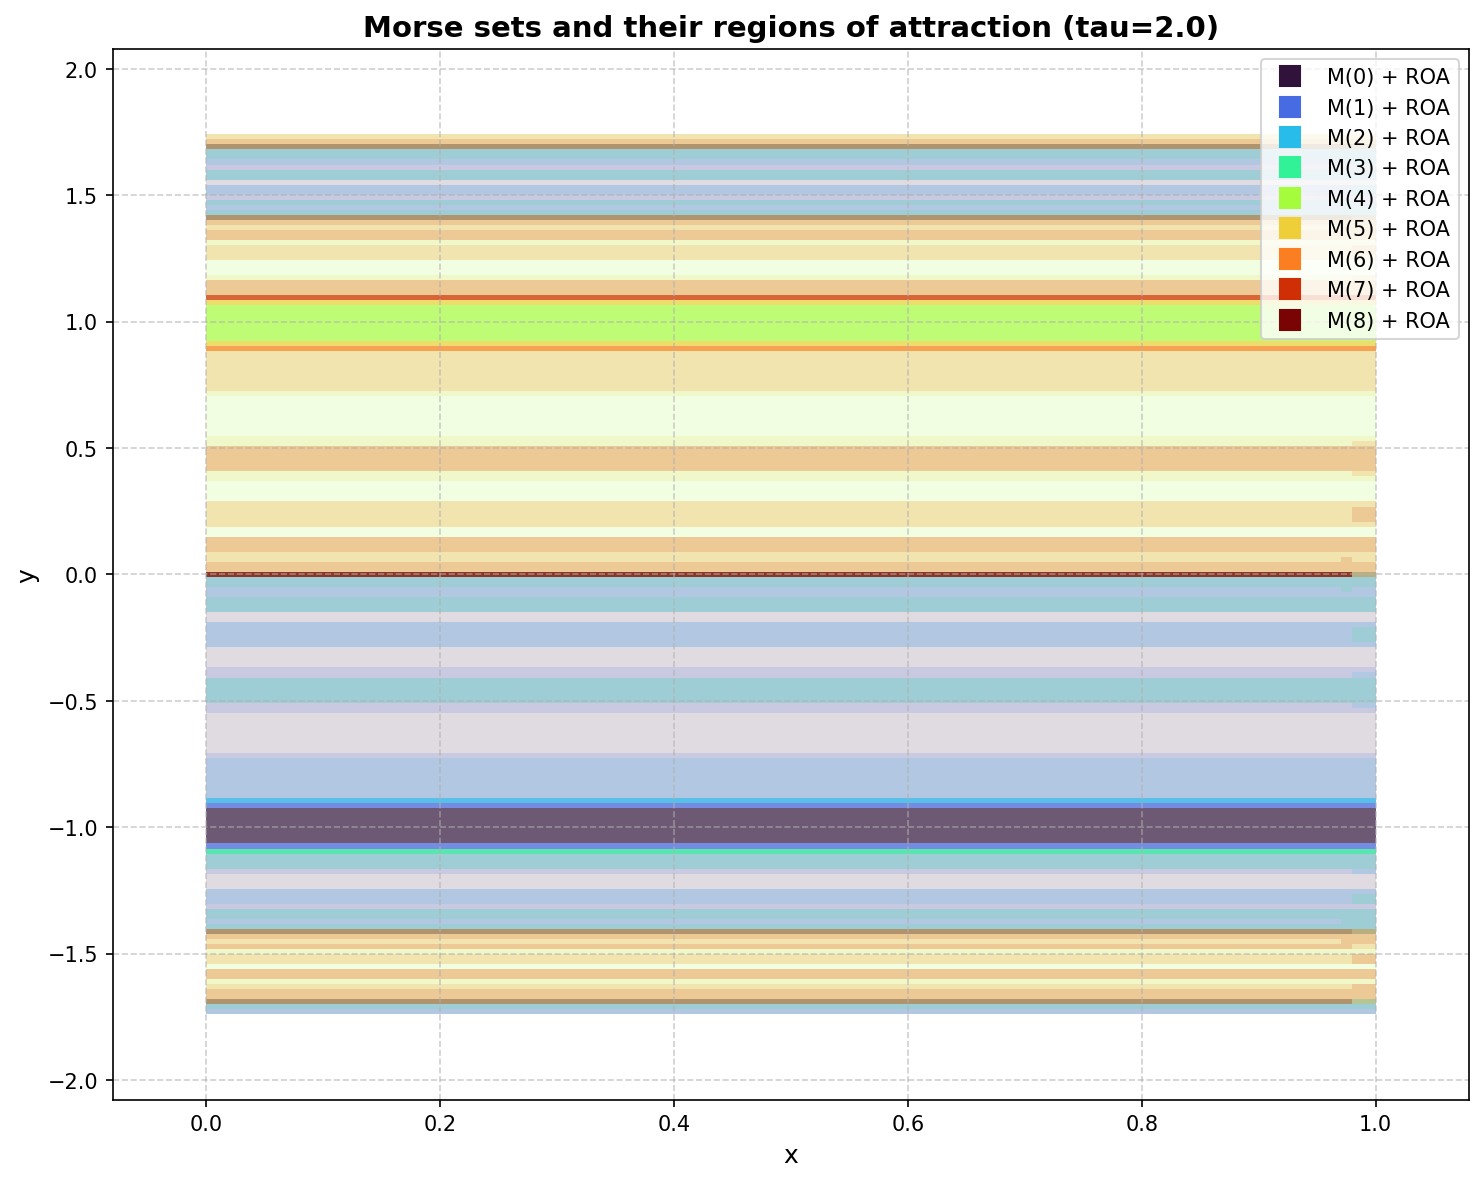 Morse sets and their regions of attraction (tau=2.0)
2.0
1.5
1.0
0.5
0.0
−0.5
−1.0
−1.5
−2.0
y
M(0) + ROA
M(1) + ROA
M(2) + ROA
M(3) + ROA
M(4) + ROA
M(5) + ROA
M(6) + ROA
M(7) + ROA
M(8) + ROA
0.0 0.2 0.4 0.6 0.8 1.0
x